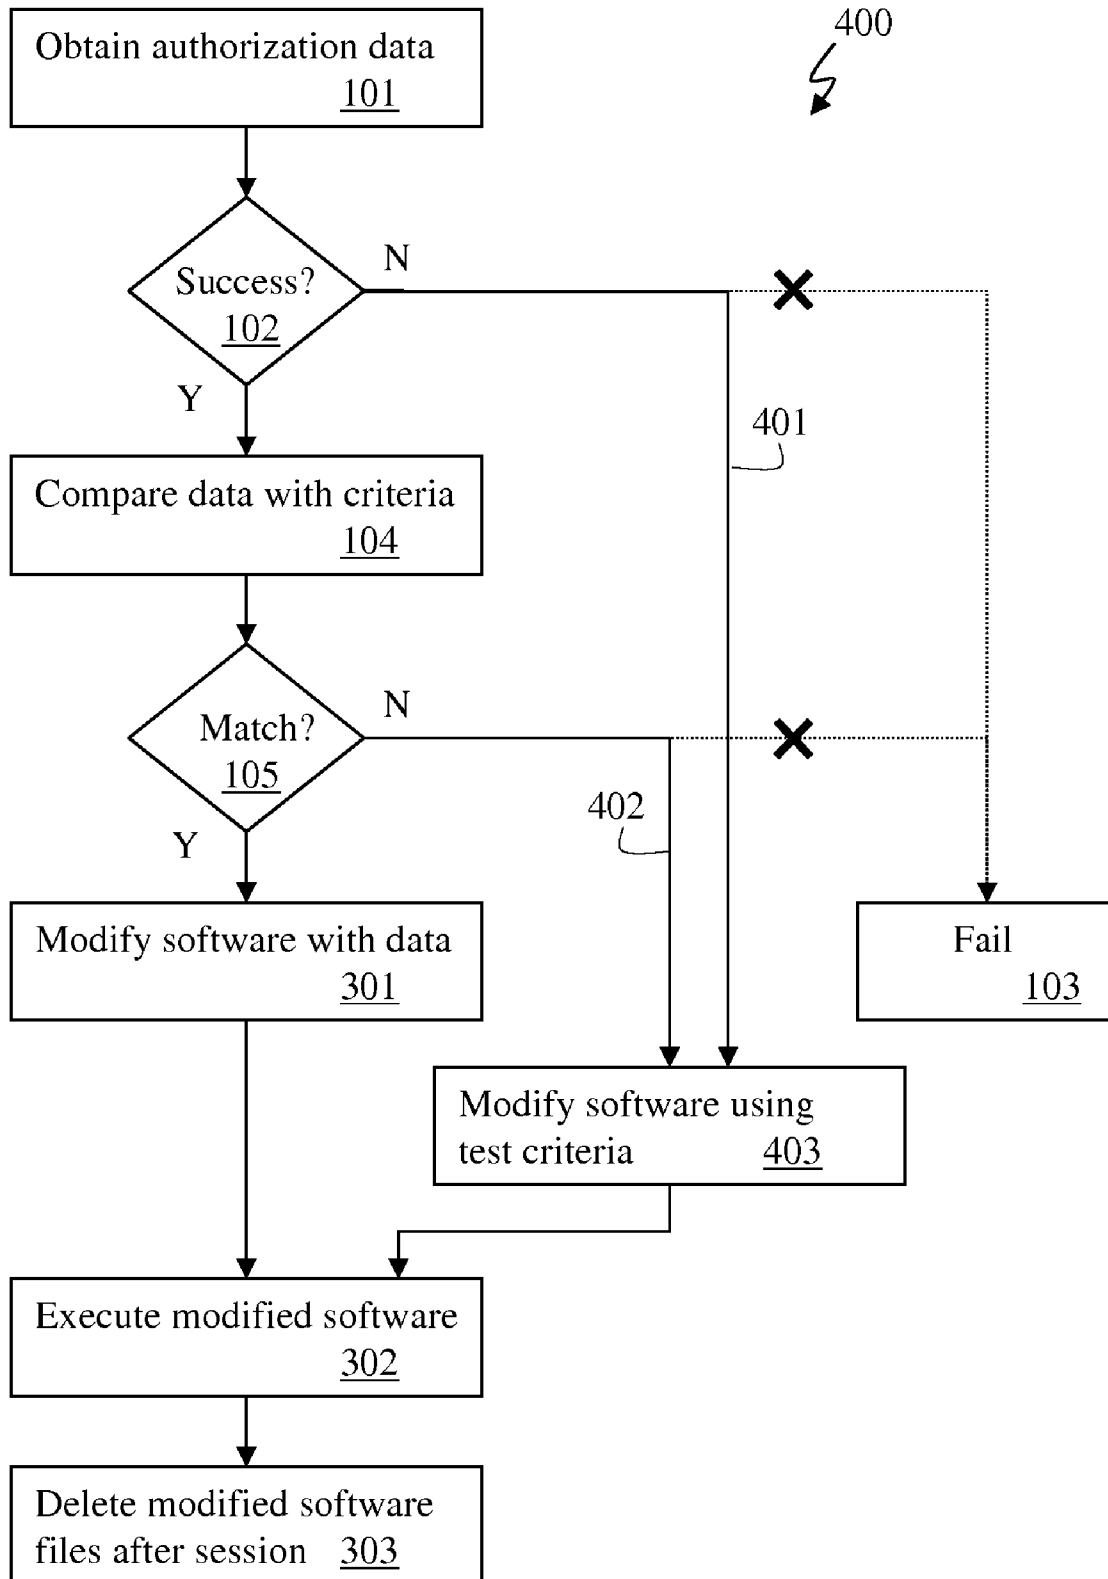 Obtain authorization data
101
400
Success?
102
N
Y
401
Compare data with criteria
104
Match?
105
N
Y
402
Modify software with data
301
Fail
103
Modify software using
test criteria 403
Execute modified software
302
Delete modified software
files after session 303